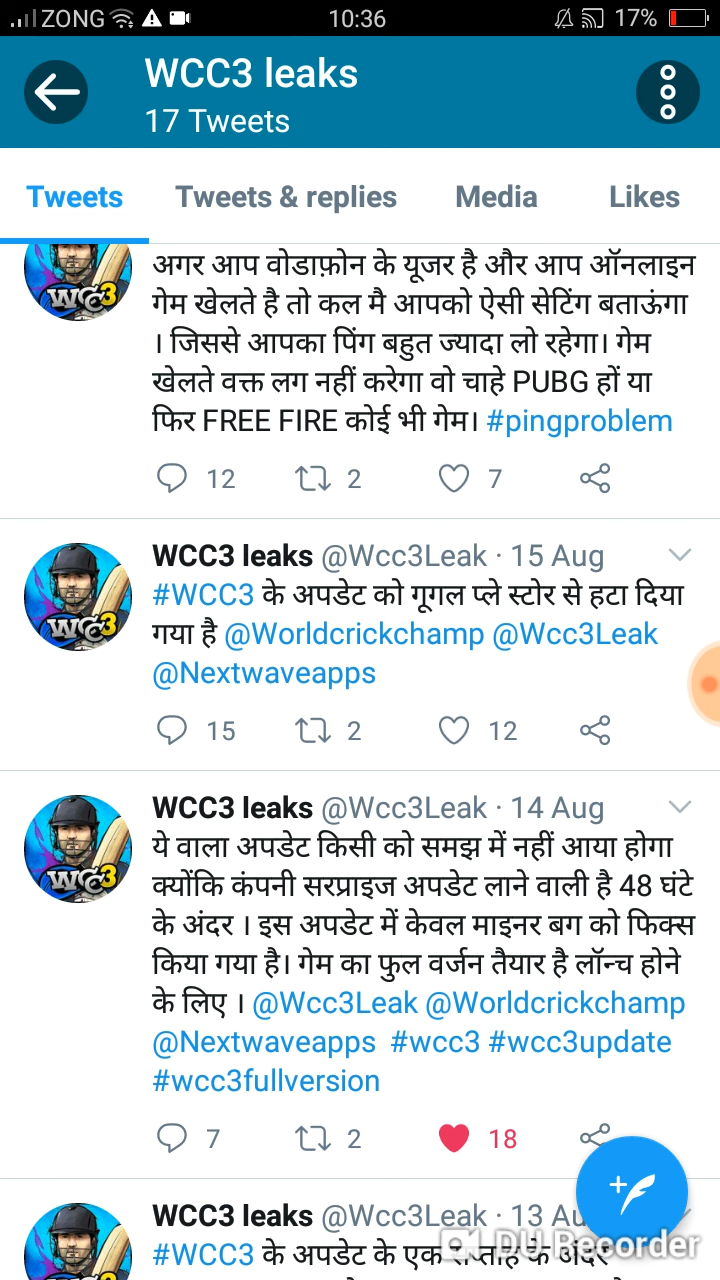 ZONG 10:36 17%
WCC3 leaks
17 Tweets
Tweets Tweets & replies Media Likes
अगर आप वोडाफ़ोन के यूजर है और आप ऑनलाइन
गेम खेलते है तो कल मै आपको ऐसी सेटिंग बताऊंगा
। जिससे आपका पिंग बहुत ज्यादा लो रहेगा। गेम
खेलते वक्त लग नहीं करेगा वो चाहे PUBG हों या
फिर FREE FIRE कोई भी गेम। #pingproblem
12 2 7
WCC3 leaks @Wcc3Leak · 15 Aug
#WCC3 के अपडेट को गूगल प्ले स्टोर से हटा दिया
गया है @Worldcrickchamp @Wcc3Leak
@Nextwaveapps
15 2 12
WCC3 leaks @Wcc3Leak · 14 Aug
ये वाला अपडेट किसी को समझ में नहीं आया होगा
क्योंकि कंपनी सरप्राइज अपडेट लाने वाली है 48 घंटे
के अंदर । इस अपडेट में केवल माइनर बग को फिक्स
किया गया है। गेम का फुल वर्जन तैयार है लॉन्च होने
के लिए । @Wcc3Leak @Worldcrickchamp
@Nextwaveapps #wcc3 #wcc3update
#wcc3fullversion
7 2 18
WCC3 leaks @Wcc3Leak · 13 Au
#WCC3 के अपडेट के एक सप्ताह के अंदर
DU Recorder